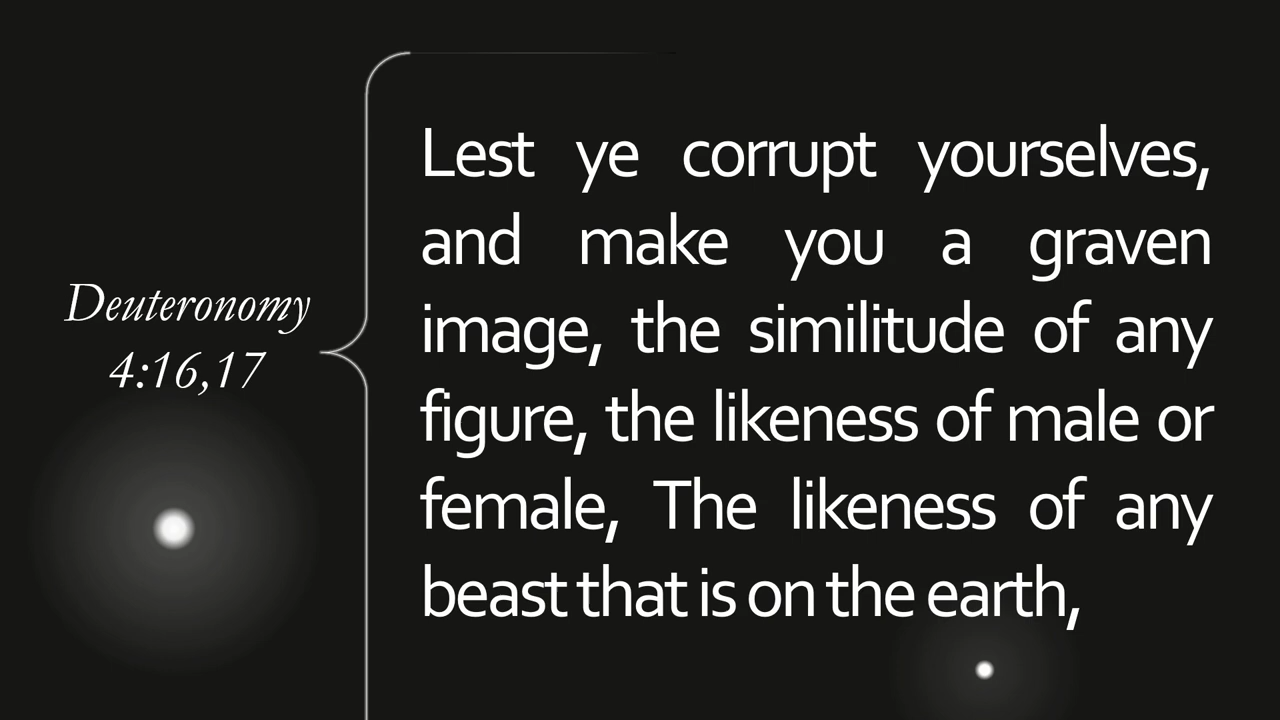 Deuteronomy
4:16,17
Lest ye corrupt yourselves,
and make you a graven
image, the similitude of any
figure, the likeness of male or
female, The likeness of any
beast that is on the earth,